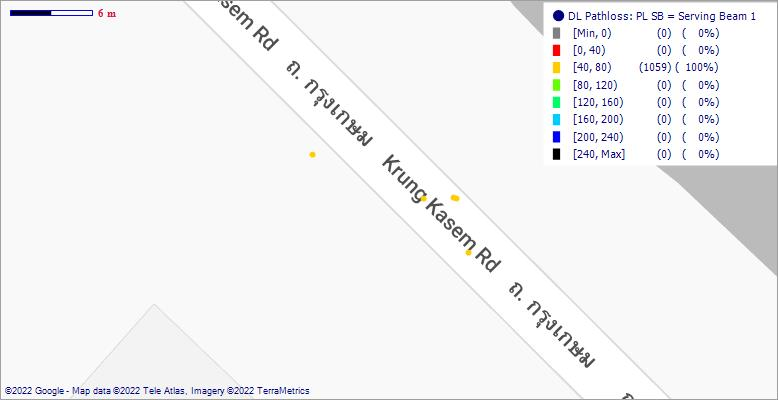 6 m
DL Pathloss: PL SB = Serving Beam 1
[Min, 0) (0) ( 0%)
[0, 40) (0) ( 0%)
[40, 80) (1059) ( 100%)
[80, 120) (0) ( 0%)
[120, 160) (0) ( 0%)
[160, 200) (0) ( 0%)
[200, 240) (0) ( 0%)
[240, Max] (0) ( 0%)
sem Rd
ถ. กรุงเกษม
Krung Kasem Rd
ถ. กรุงเกษม
©2022 Google - Map data ©2022 Tele Atlas, Imagery ©2022 TerraMetrics